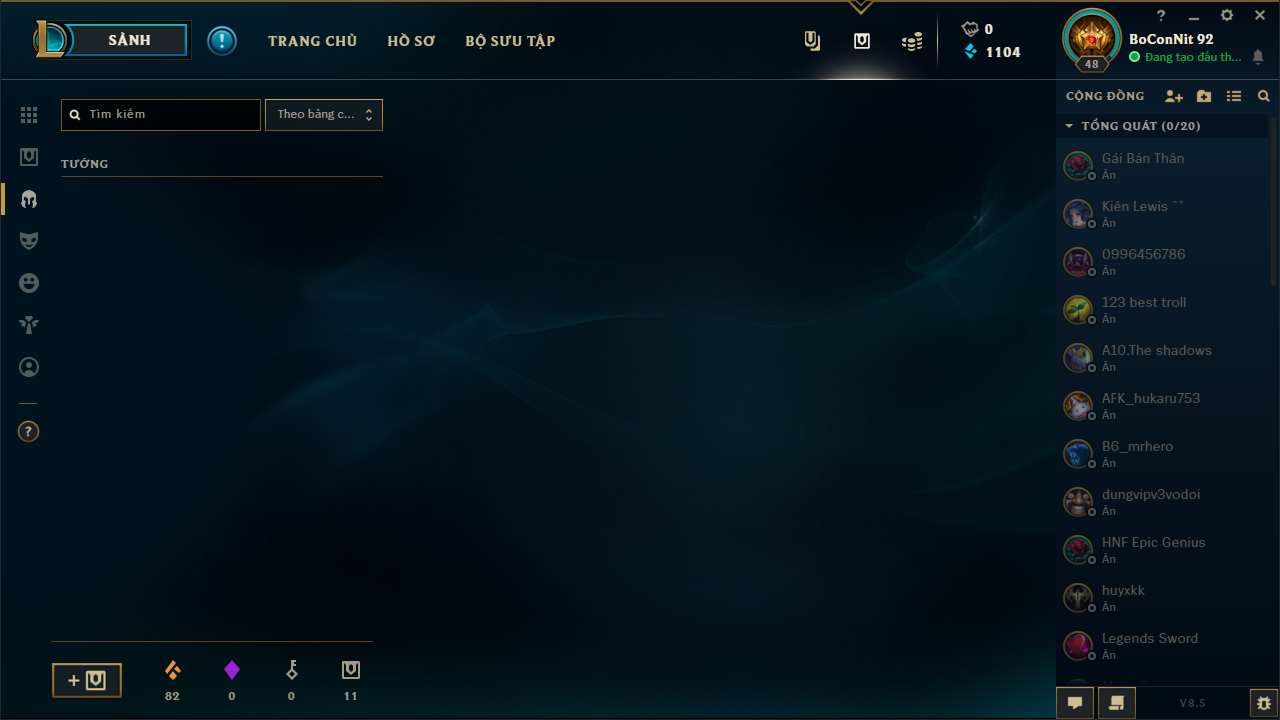 SẢNH
TRANG CHỦ
HỒ SƠ
BỘ SƯU TẬP
0
1104
48
BoConNit 92
Đang tạo đấu th...
Tìm kiếm
Theo bảng c...
TƯỚNG
CỘNG ĐỒNG
TỔNG QUÁT (0/20)
Gái Bán Thân
Ẩn
Kiên Lewis ^^
Ẩn
0996456786
Ẩn
123 best troll
Ẩn
A10.The shadows
Ẩn
AFK_hukaru753
Ẩn
B6_mrhero
Ẩn
dungvipv3vodoi
Ẩn
HNF Epic Genius
Ẩn
huyxkk
Ẩn
Legends Sword
Ẩn
82
0
0
11
V8.5